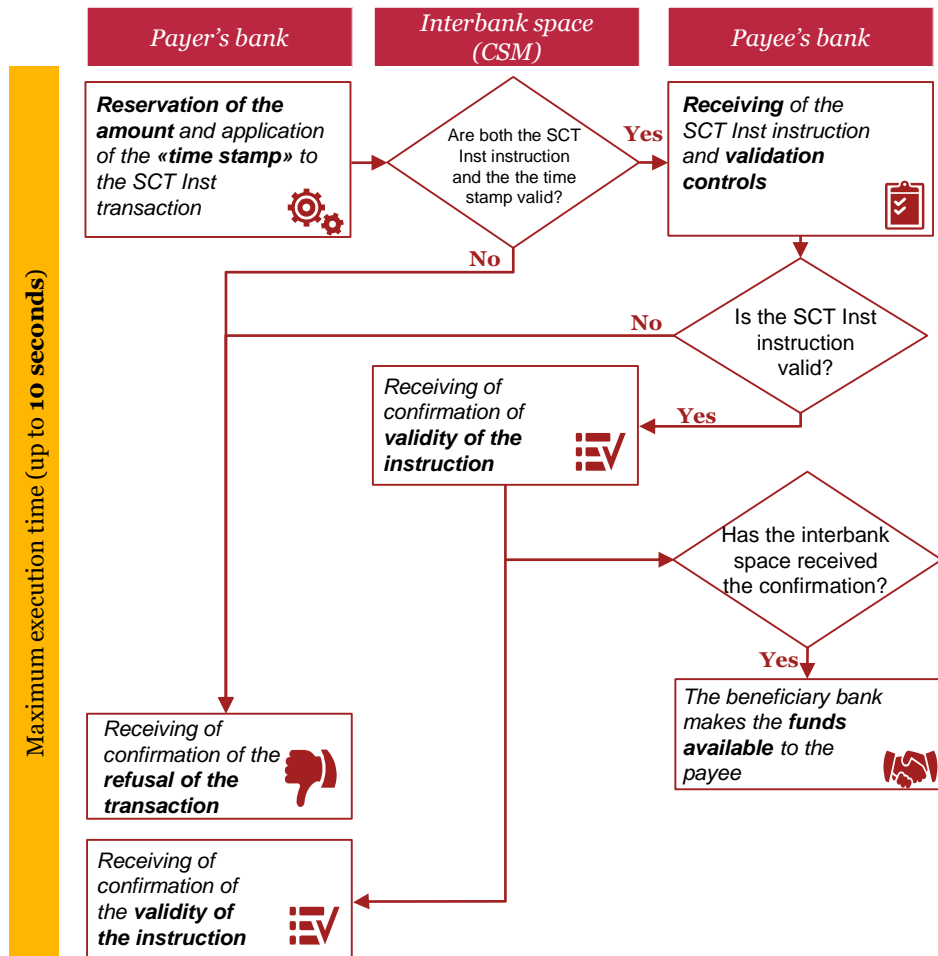 Payer's bank
Interbank space
(CSM)
Payee's bank
Maximum execution time (up to 10 seconds)
Reservation of the
amount and application
of the «time stamp» to
the SCT Inst
transaction
Are both the SCT
Inst instruction
and the the time
stamp valid?
Yes
No
Receiving of the
SCT Inst instruction
and validation
controls
Is the SCT Inst
instruction
valid?
No
Yes
Receiving of
confirmation of
validity of the
instruction
Has the interbank
space received
the confirmation?
Yes
The beneficiary bank
makes the funds
available to the
payee
Receiving of
confirmation of the
refusal of the
transaction
Receiving of
confirmation of
the validity of
the instruction